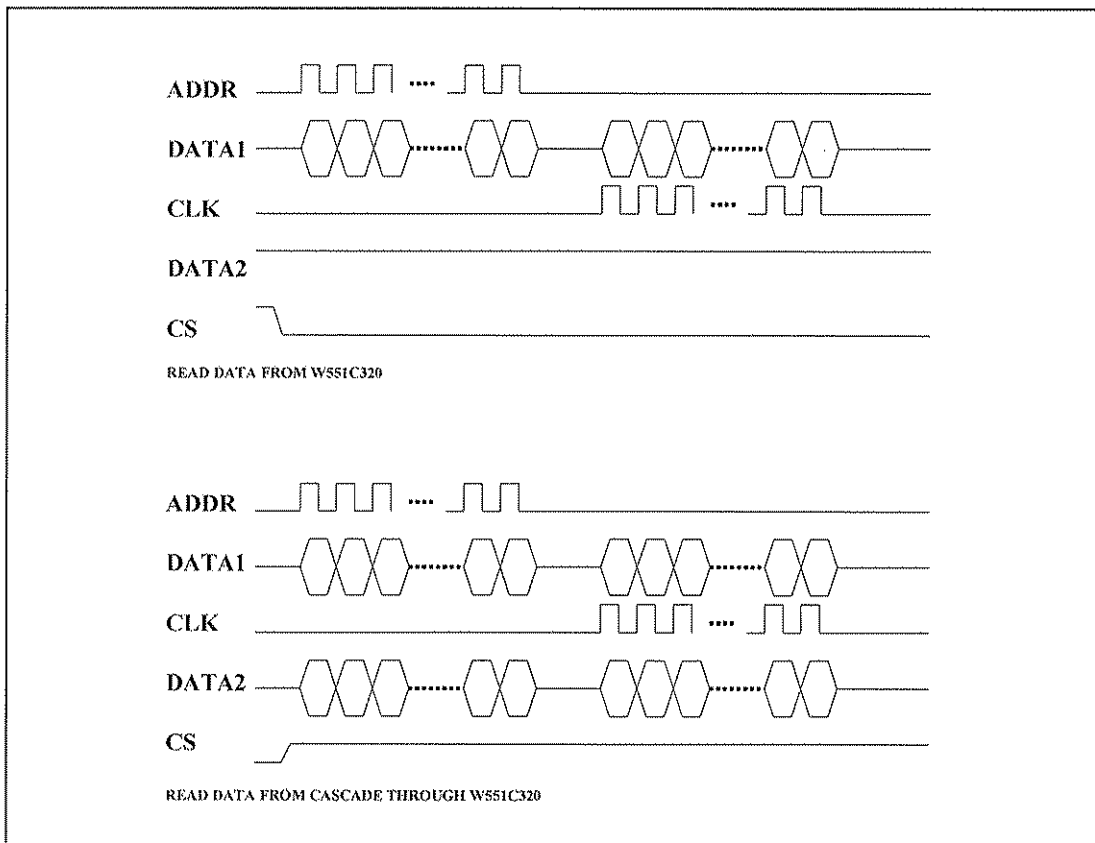 ADDR
DATA1
CLK
DATA2
CS
READ DATA FROM W551C320
ADDR
DATA1
CLK
DATA2
CS
READ DATA FROM CASCADE THROUGH W551C320